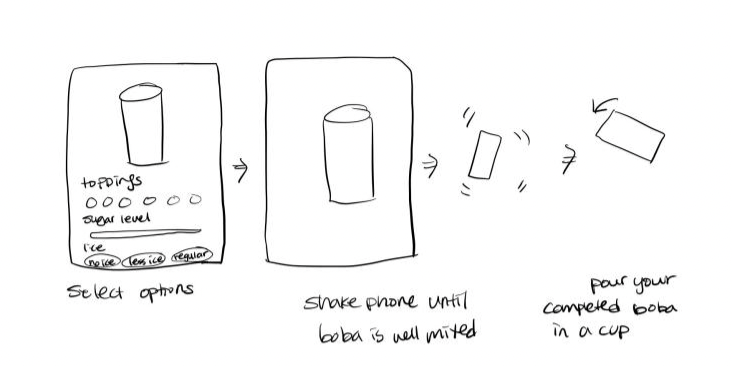 toppings
sugar level
ice
no ice less ice regular
Select options
shake phone until
boba is well mixed
pour your
completed boba
in a cup